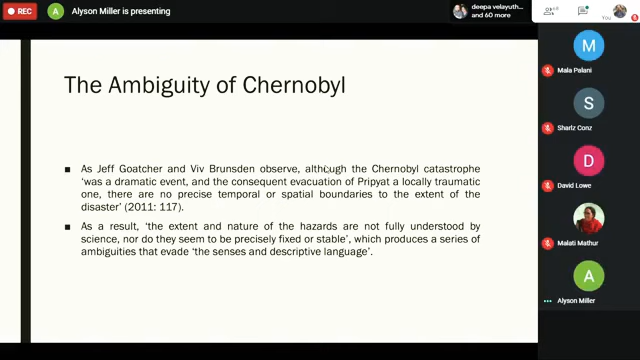 REC
A
Alyson Miller is presenting
deepa velayuth...
and 60 more
You
The Ambiguity of Chernobyl
■ As Jeff Goatcher and Viv Brunsden observe, although the Chernobyl catastrophe
'was a dramatic event, and the consequent evacuation of Pripyat a locally traumatic
one, there are no precise temporal or spatial boundaries to the extent of the
disaster' (2011: 117).
■ As a result, 'the extent and nature of the hazards are not fully understood by
science, nor do they seem to be precisely fixed or stable', which produces a series of
ambiguities that evade 'the senses and descriptive language'.
M
Mala Palani
S
Shariz Conz
D
David Lowe
Malati Mathur
A
Alyson Miller